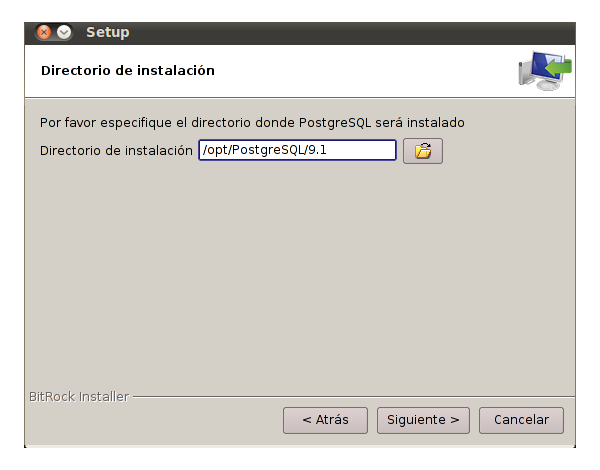 Setup
Directorio de instalación
Por favor especifique el directorio donde PostgreSQL será instalado
Directorio de instalación /opt/PostgreSQL/9.1
BitRock Installer
< Atrás Siguiente > Cancelar